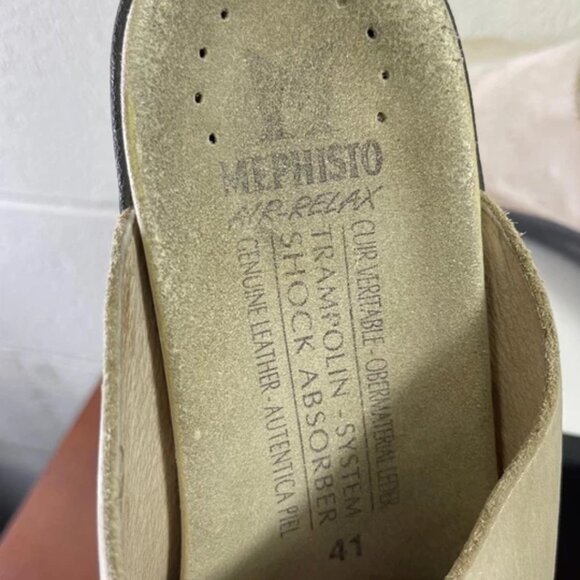 MEPHISTO
AIR-RELAX
CUIR VERITABLE - OBERMATERIAL LEDER
TRAMPOLIN - SYSTEM
SHOCK ABSORBER
GENUINE LEATHER - AUTENTICA PIEL
41